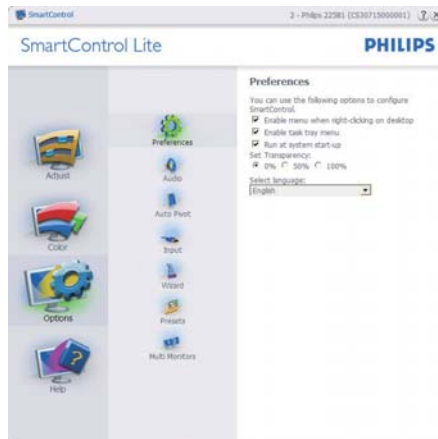 SmartControl
2 - Philips 225B1 (CS30715000001)
SmartControl Lite
PHILIPS
Adjust
Color
Options
Help
Preferences
Audio
Auto Pivot
Input
Wizard
Presets
Multi Monitors
Preferences
You can use the following options to configure
SmartControl.
Enable menu when right-clicking on desktop
Enable task tray menu
Run at system start-up
Set Transparency:
0% 50% 100%
Select language:
English